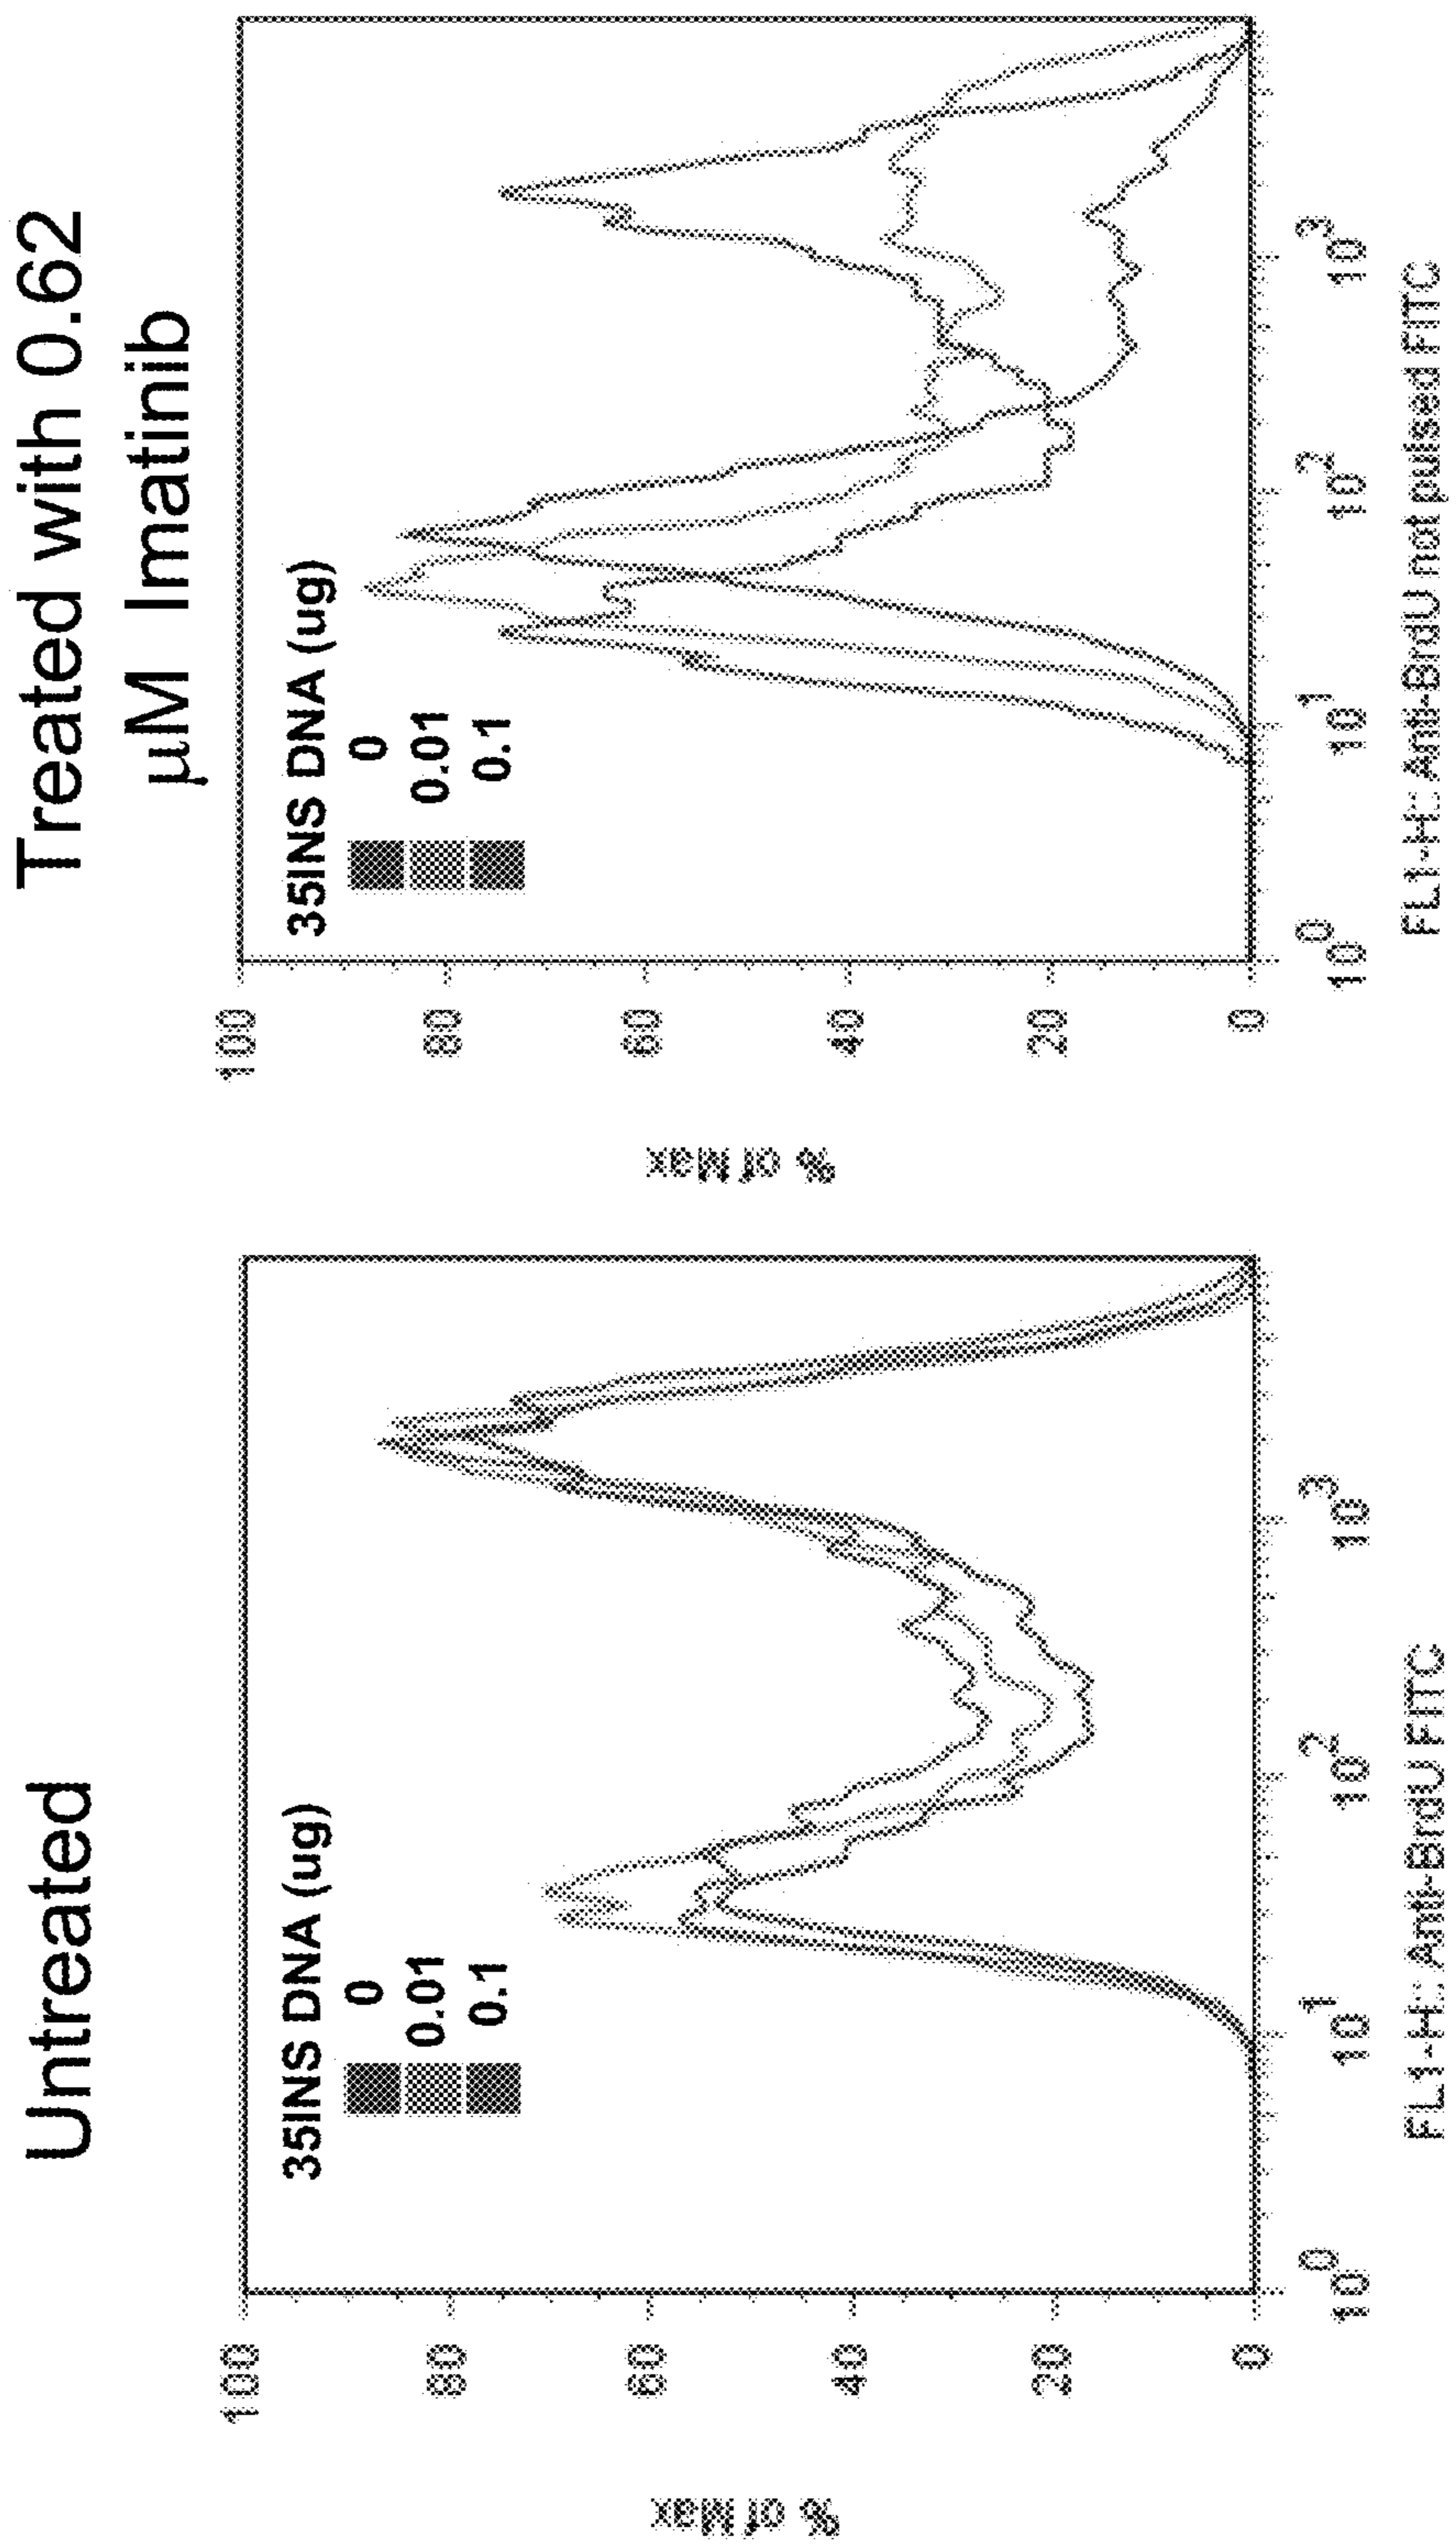 Untreated
35INS DNA (ug)
0
0.01
0.1
100
80
60
40
20
0
% of Max
10^0 10^1 10^2 10^3
FL1-H:: Anti-BrdU FITC
Treated with 0.62
µM Imatinib
35INS DNA (ug)
0
0.01
0.1
100
80
60
40
20
0
% of Max
10^0 10^1 10^2 10^3
FL1-H:: Anti-BrdU not pulsed FITC